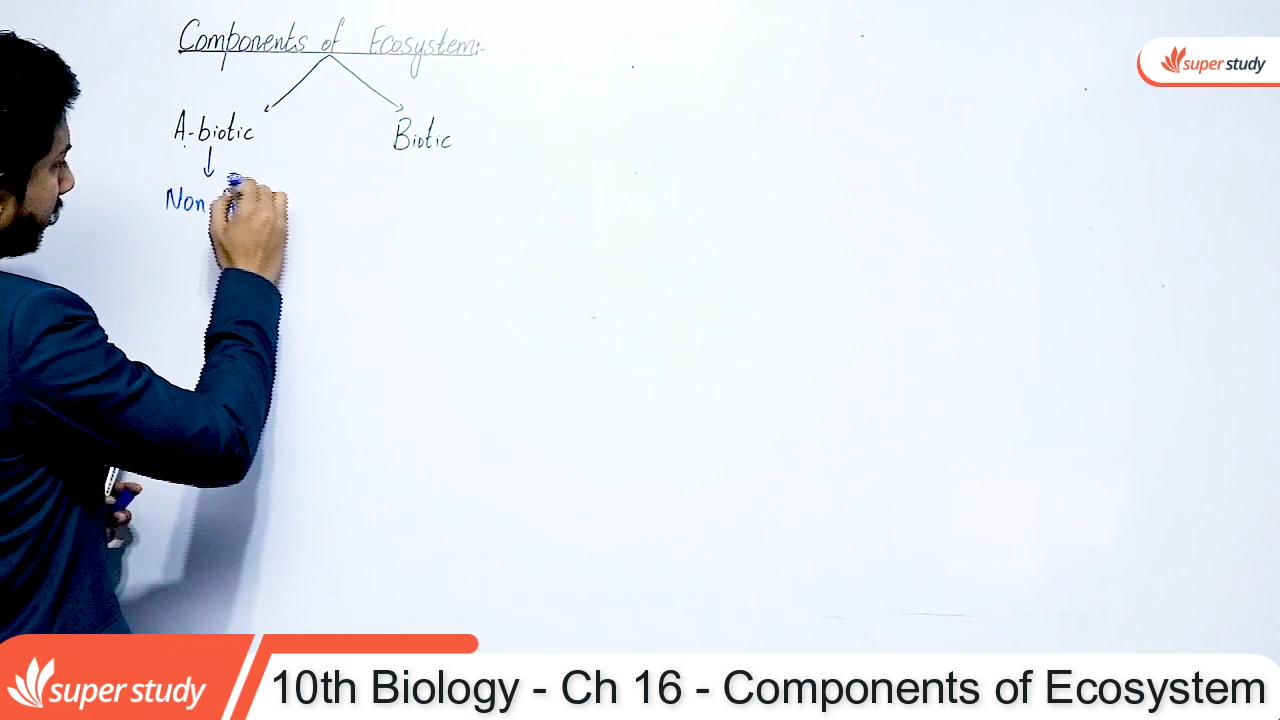 Components of Ecosystem:-
super study
A-biotic
Biotic
Non
super study
10th Biology - Ch 16 - Components of Ecosystem